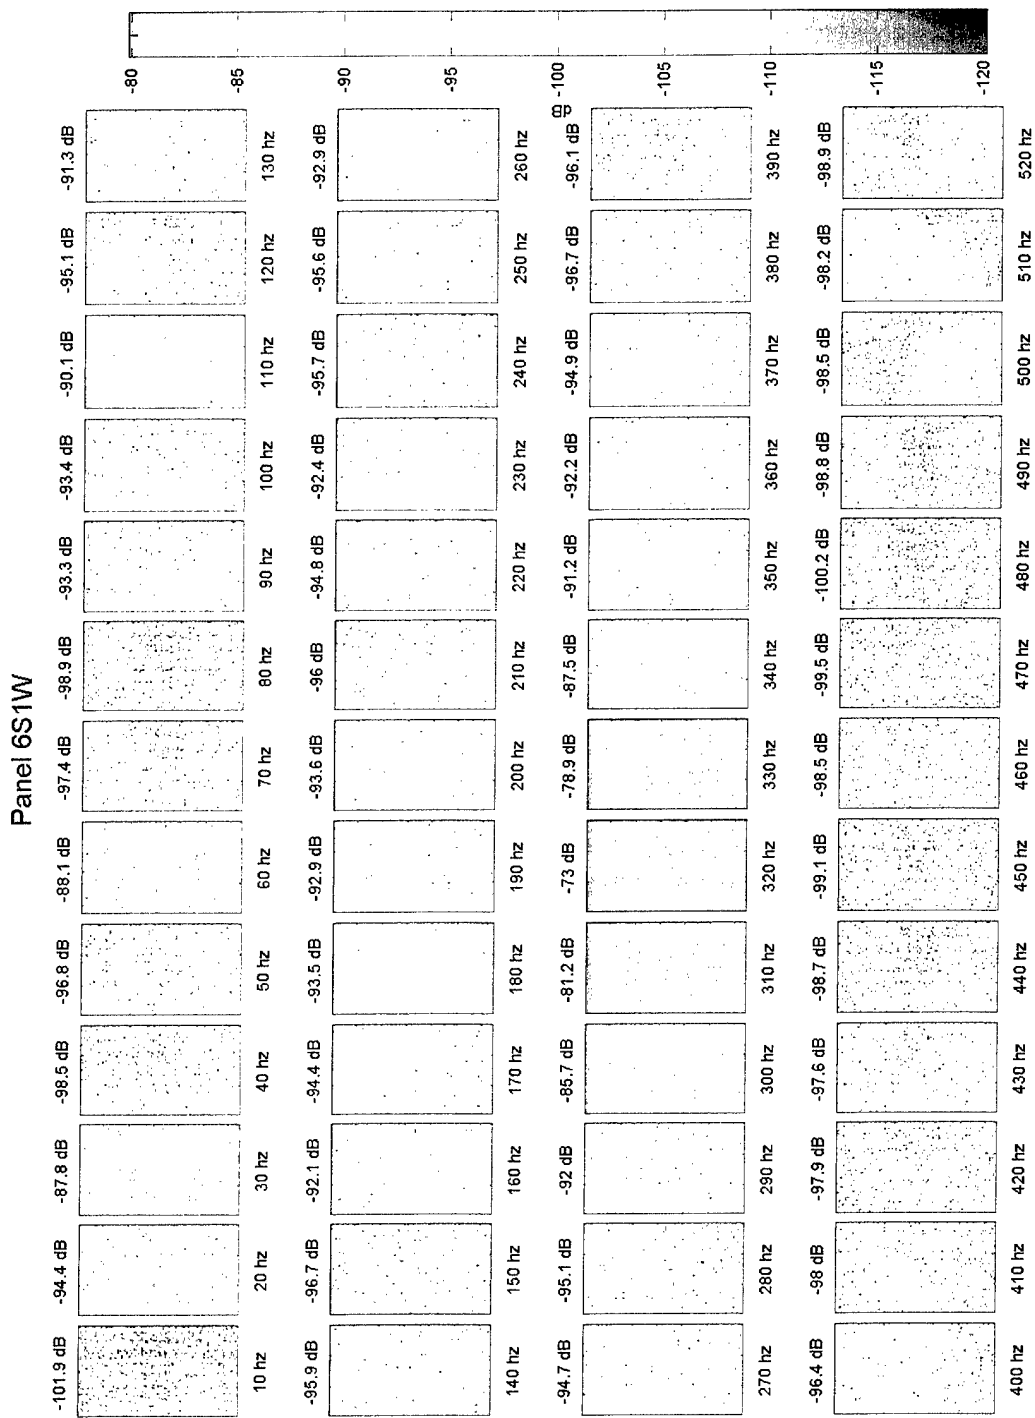 Panel 6S1W
-101.9 dB -94.4 dB -87.8 dB -98.5 dB -96.8 dB -88.1 dB -97.4 dB -98.9 dB -93.3 dB -93.4 dB -90.1 dB -95.1 dB -91.3 dB
10 hz 20 hz 30 hz 40 hz 50 hz 60 hz 70 hz 80 hz 90 hz 100 hz 110 hz 120 hz 130 hz
-95.9 dB -96.7 dB -92.1 dB -94.4 dB -93.5 dB -92.9 dB -93.6 dB -96 dB -94.8 dB -92.4 dB -95.7 dB -95.6 dB -92.9 dB
140 hz 150 hz 160 hz 170 hz 180 hz 190 hz 200 hz 210 hz 220 hz 230 hz 240 hz 250 hz 260 hz
-94.7 dB -95.1 dB -92 dB -85.7 dB -81.2 dB -73 dB -78.9 dB -87.5 dB -91.2 dB -92.2 dB -94.9 dB -96.7 dB -96.1 dB
270 hz 280 hz 290 hz 300 hz 310 hz 320 hz 330 hz 340 hz 350 hz 360 hz 370 hz 380 hz 390 hz
-96.4 dB -98 dB -97.9 dB -97.6 dB -98.7 dB -99.1 dB -98.5 dB -99.5 dB -100.2 dB -98.8 dB -98.5 dB -98.2 dB -98.9 dB
400 hz 410 hz 420 hz 430 hz 440 hz 450 hz 460 hz 470 hz 480 hz 490 hz 500 hz 510 hz 520 hz
-80
-85
-90
-95
-100
-105
-110
-115
-120
dB